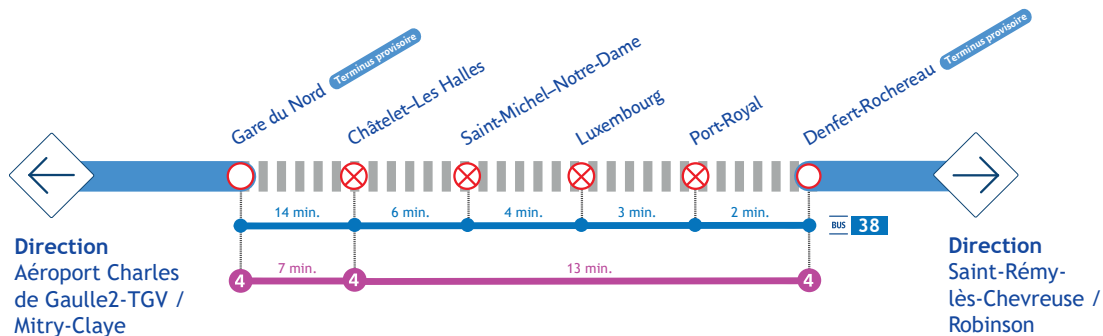 Gare du Nord
Terminus provisoire
Châtelet–Les Halles
Saint-Michel–Notre-Dame
Luxembourg
Port-Royal
Denfert-Rochereau
Terminus provisoire
14 min.
6 min.
4 min.
3 min.
2 min.
BUS 38
Direction
Aéroport Charles
de Gaulle2-TGV /
Mitry-Claye
4
7 min.
4
13 min.
4
Direction
Saint-Rémy-
lès-Chevreuse /
Robinson